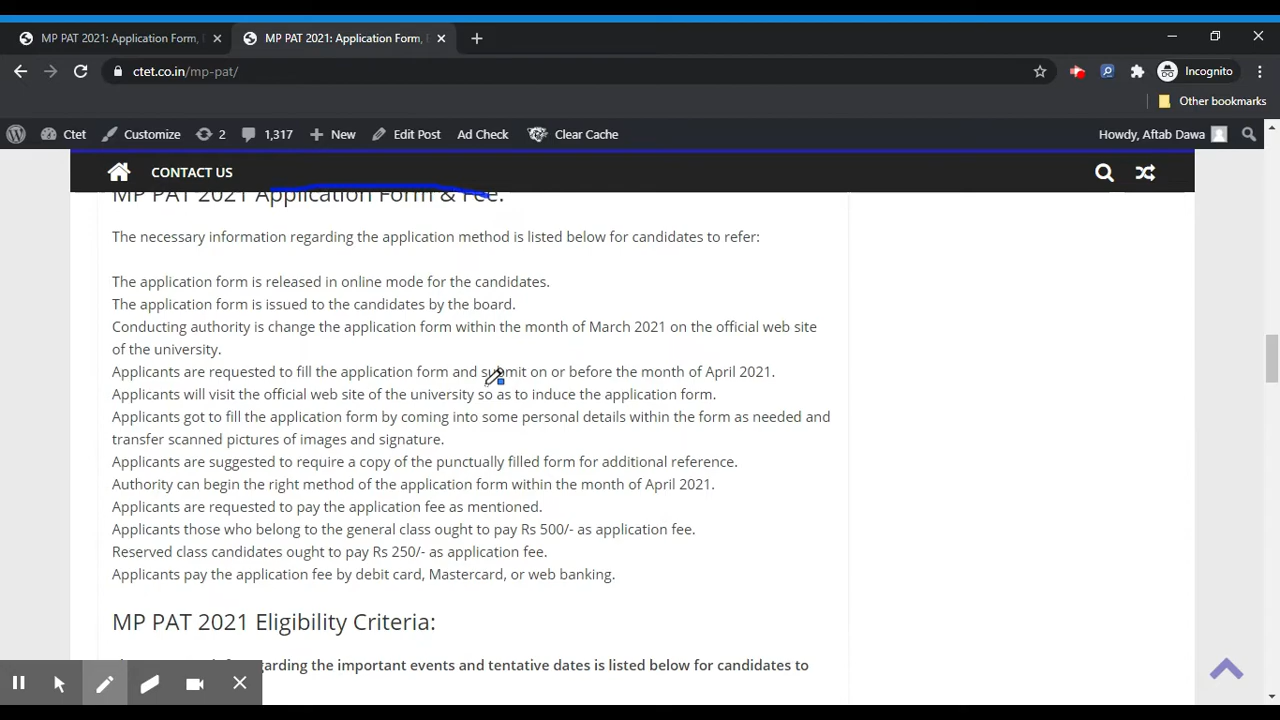 MP PAT 2021: Application Form,
MP PAT 2021: Application Form,
ctet.co.in/mp-pat/
Incognito
Other bookmarks
Ctet
Customize
2
1,317
New
Edit Post
Ad Check
Clear Cache
Howdy, Aftab Dawa
CONTACT US
MP PAT 2021 Application Form & Fee:
The necessary information regarding the application method is listed below for candidates to refer:
The application form is released in online mode for the candidates.
The application form is issued to the candidates by the board.
Conducting authority is change the application form within the month of March 2021 on the official web site
of the university.
Applicants are requested to fill the application form and submit on or before the month of April 2021.
Applicants will visit the official web site of the university so as to induce the application form.
Applicants got to fill the application form by coming into some personal details within the form as needed and
transfer scanned pictures of images and signature.
Applicants are suggested to require a copy of the punctually filled form for additional reference.
Authority can begin the right method of the application form within the month of April 2021.
Applicants are requested to pay the application fee as mentioned.
Applicants those who belong to the general class ought to pay Rs 500/- as application fee.
Reserved class candidates ought to pay Rs 250/- as application fee.
Applicants pay the application fee by debit card, Mastercard, or web banking.
MP PAT 2021 Eligibility Criteria:
the important events and tentative dates is listed below for candidates to